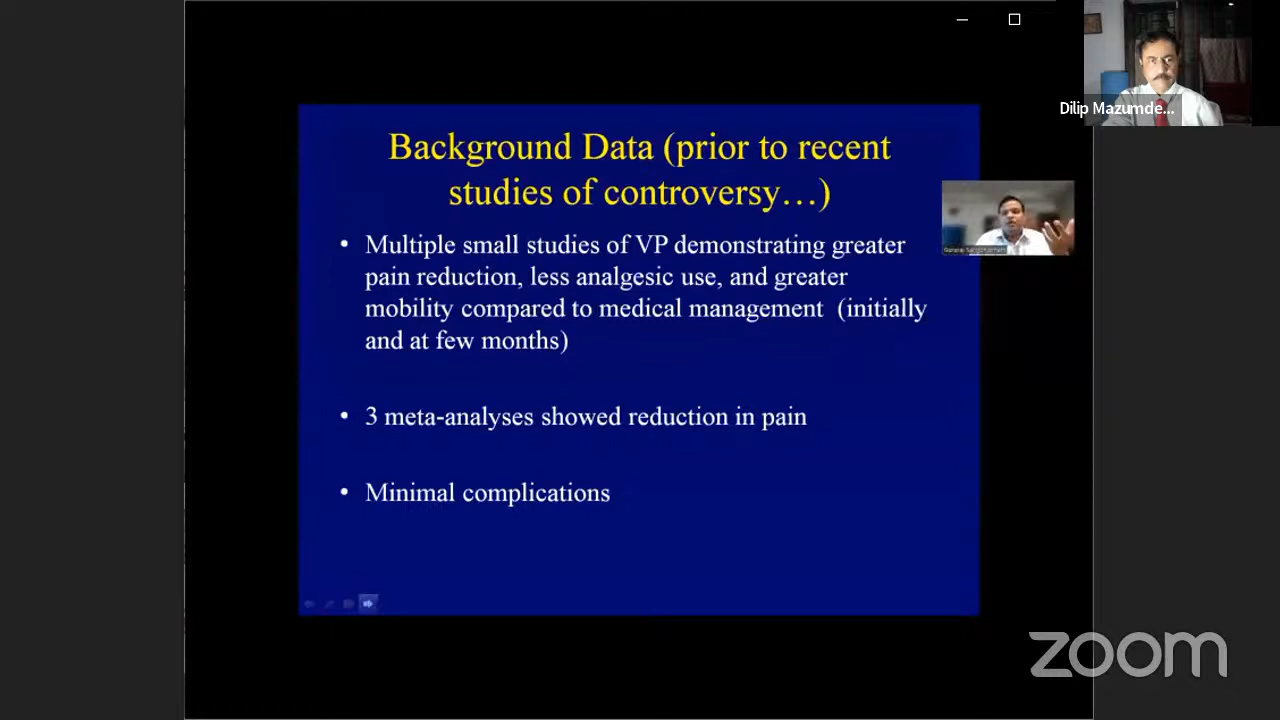 Dilip Mazumde...
Background Data (prior to recent
studies of controversy...)
• Multiple small studies of VP demonstrating greater
pain reduction, less analgesic use, and greater
mobility compared to medical management (initially
and at few months)
• 3 meta-analyses showed reduction in pain
• Minimal complications
zoom